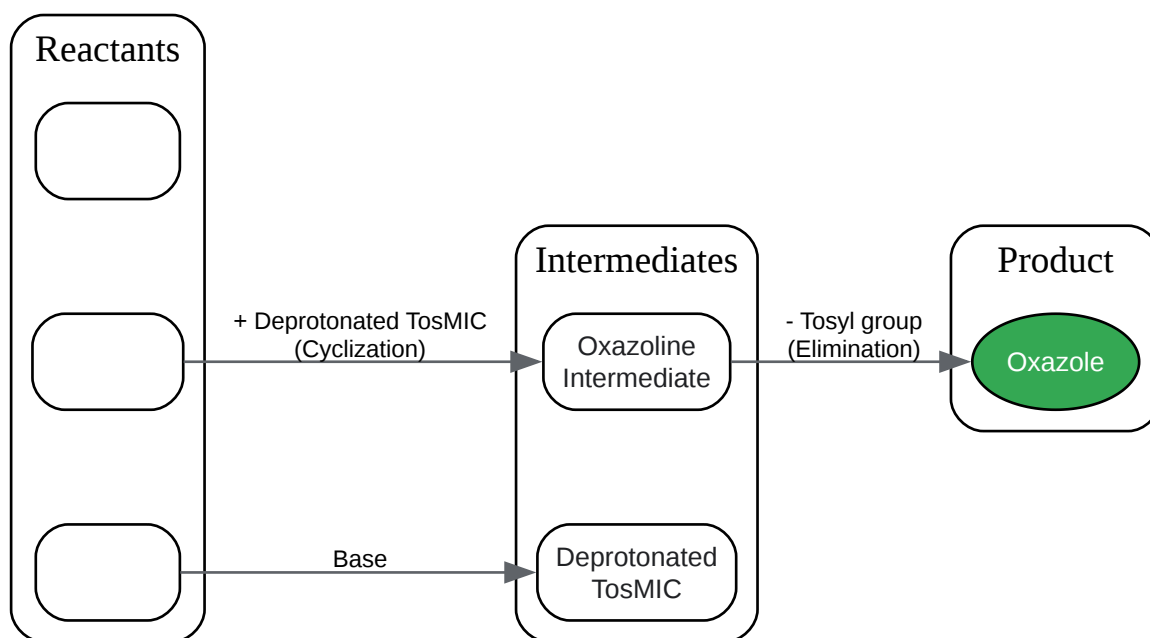 Reactants
+ Deprotonated TosMIC
(Cyclization)
Base
Intermediates
Oxazoline
Intermediate
Deprotonated
TosMIC
- Tosyl group
(Elimination)
Product
Oxazole